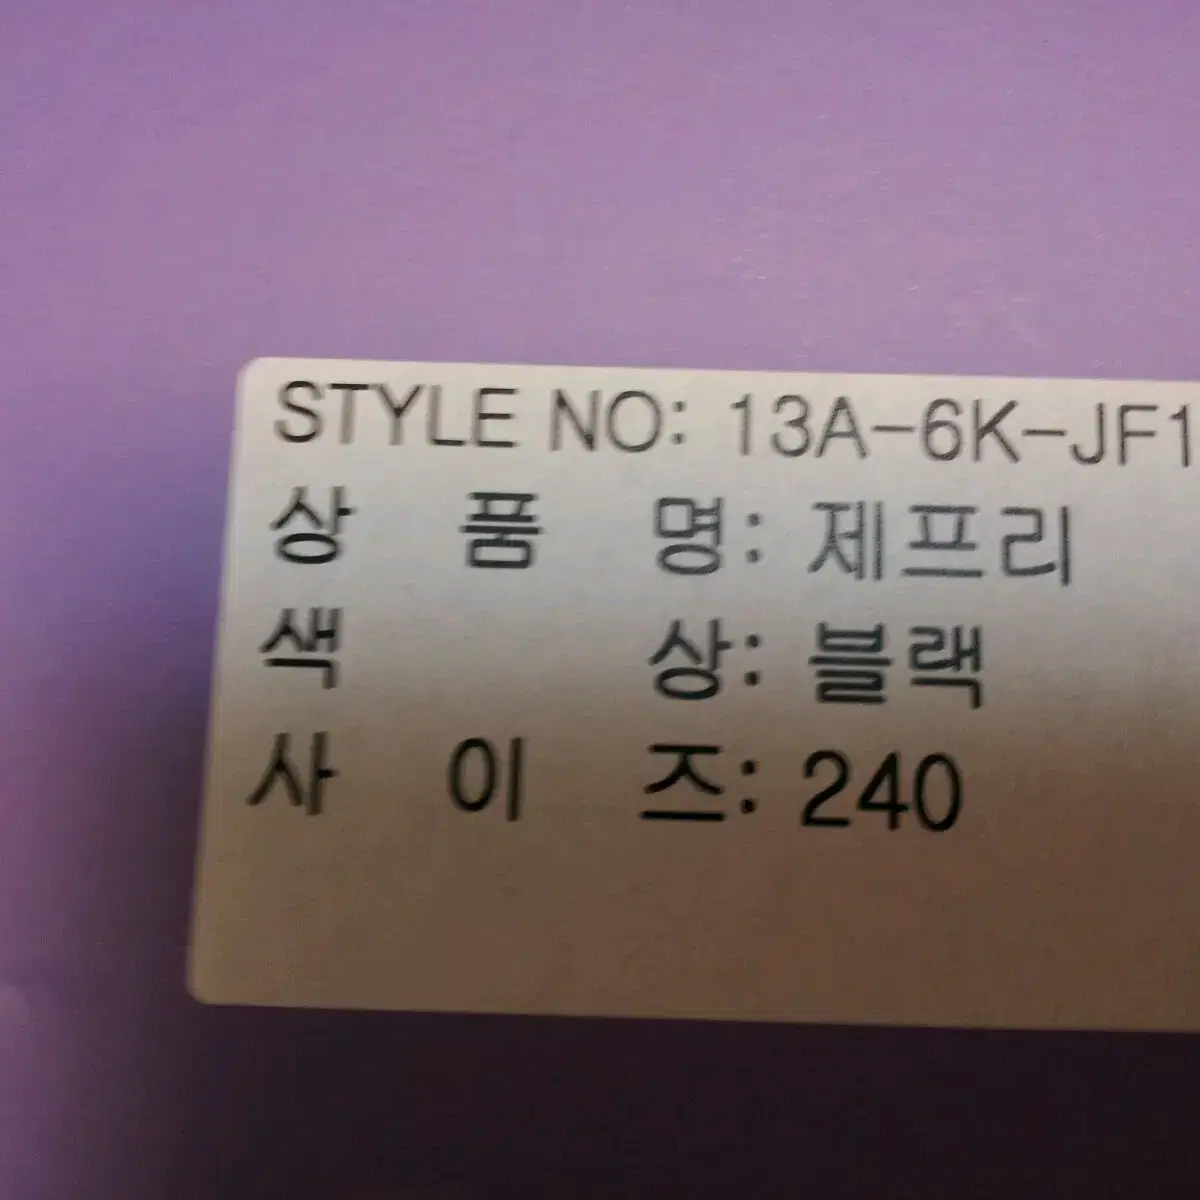 STYLE NO: 13A-6K-JF1
상 품 명: 제프리
색 상: 블랙
사 이 즈: 240